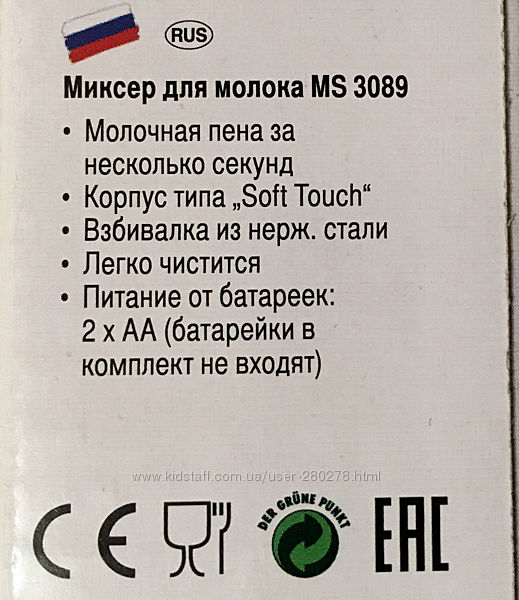 RUS
Миксер для молока MS 3089
• Молочная пена за
несколько секунд
• Корпус типа „Soft Touch“
• Взбивалка из нерж. стали
• Легко чистится
• Питание от батареек:
2 x AA (батарейки в
комплект не входят)
www.kidstaff.com.ua/user-280278.html
CE
DER GRÜNE PUNKT
EAC